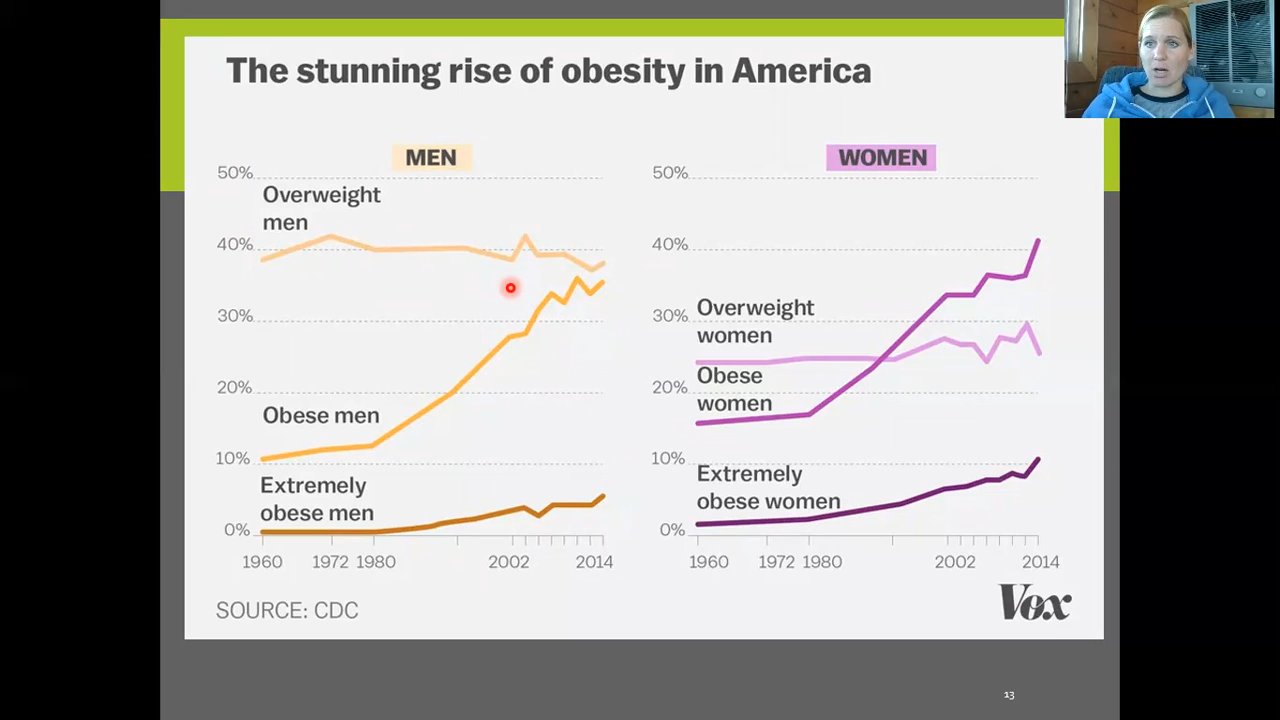 The stunning rise of obesity in America
MEN
50%
Overweight
men
40%
30%
20%
Obese men
10%
Extremely
obese men
0%
1960 1972 1980 2002 2014
WOMEN
50%
40%
Overweight
women
30%
Obese
women
20%
10%
Extremely
obese women
0%
1960 1972 1980 2002 2014
SOURCE: CDC
Vox
13